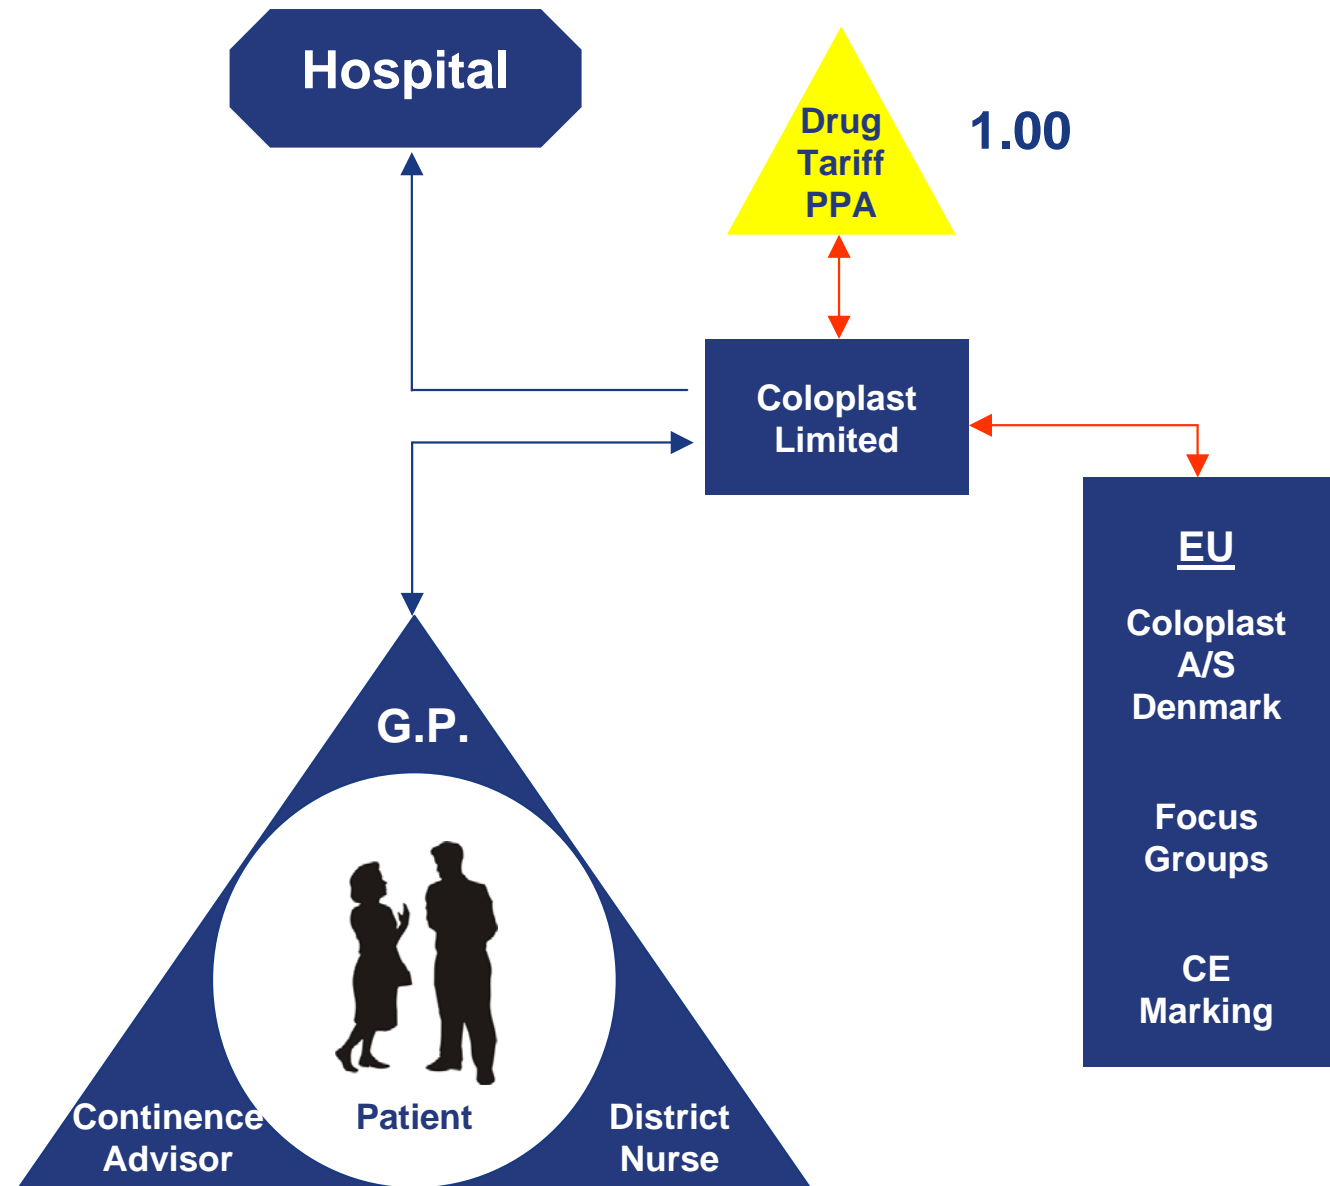 Hospital
Drug
Tariff
PPA
1.00
Coloplast
Limited
EU
Coloplast
A/S
Denmark
Focus
Groups
CE
Marking
G.P.
Continence
Advisor
Patient
District
Nurse